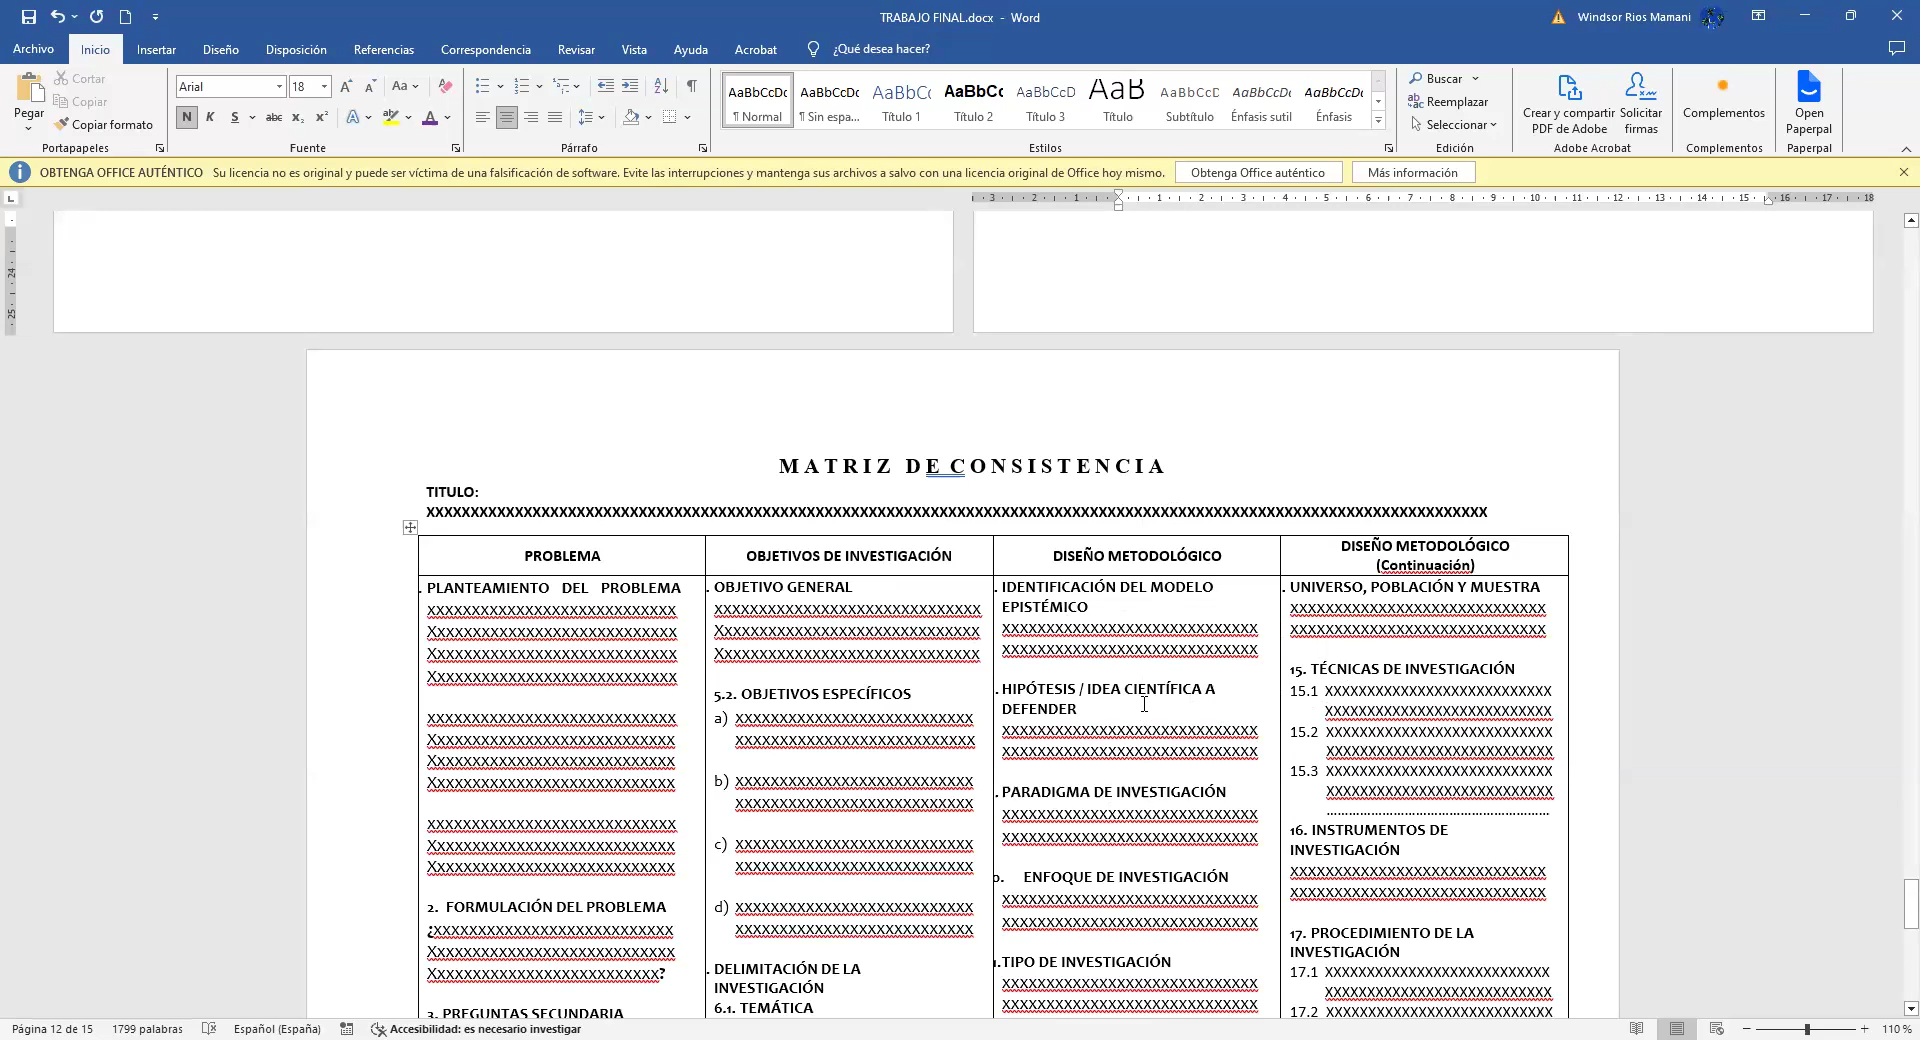 TRABAJO FINAL.docx - Word
Windsor Rios Mamani
Archivo Inicio Insertar Diseño Disposición Referencias Correspondencia Revisar Vista Ayuda Acrobat ¿Qué desea hacer?
Pegar
Cortar
Copiar
Copiar formato
Portapapeles
Arial 18
Fuente
Párrafo
AaBbCcDc AaBbCcDc AaBbCc AaBbCc AaBbCcD AaB AaBbCcD AaBbCcDc AaBbCcDc
¶ Normal ¶ Sin espa... Título 1 Título 2 Título 3 Título Subtítulo Énfasis sutil Énfasis
Estilos
Buscar
Reemplazar
Seleccionar
Edición
Crear y compartir PDF de Adobe
Solicitar firmas
Adobe Acrobat
Complementos
Complementos
Open Paperpal
Paperpal
OBTENGA OFFICE AUTÉNTICO Su licencia no es original y puede ser víctima de una falsificación de software. Evite las interrupciones y mantenga sus archivos a salvo con una licencia original de Office hoy mismo. Obtenga Office auténtico Más información
MATRIZ DE CONSISTENCIA
TITULO:
PROBLEMA
OBJETIVOS DE INVESTIGACIÓN
DISEÑO METODOLÓGICO
DISEÑO METODOLÓGICO
(Continuación)
. PLANTEAMIENTO DEL PROBLEMA
2. FORMULACIÓN DEL PROBLEMA
3. PREGUNTAS SECUNDARIA
. OBJETIVO GENERAL
5.2. OBJETIVOS ESPECÍFICOS
a)
b)
c)
d)
. DELIMITACIÓN DE LA
INVESTIGACIÓN
6.1. TEMÁTICA
. IDENTIFICACIÓN DEL MODELO
EPISTÉMICO
. HIPÓTESIS / IDEA CIENTÍFICA A
DEFENDER
. PARADIGMA DE INVESTIGACIÓN
ENFOQUE DE INVESTIGACIÓN
TIPO DE INVESTIGACIÓN
. UNIVERSO, POBLACIÓN Y MUESTRA
15. TÉCNICAS DE INVESTIGACIÓN
15.1
15.2
15.3
16. INSTRUMENTOS DE
INVESTIGACIÓN
17. PROCEDIMIENTO DE LA
INVESTIGACIÓN
17.1
17.2
Página 12 de 15 1799 palabras Español (España) Accesibilidad: es necesario investigar 110 %